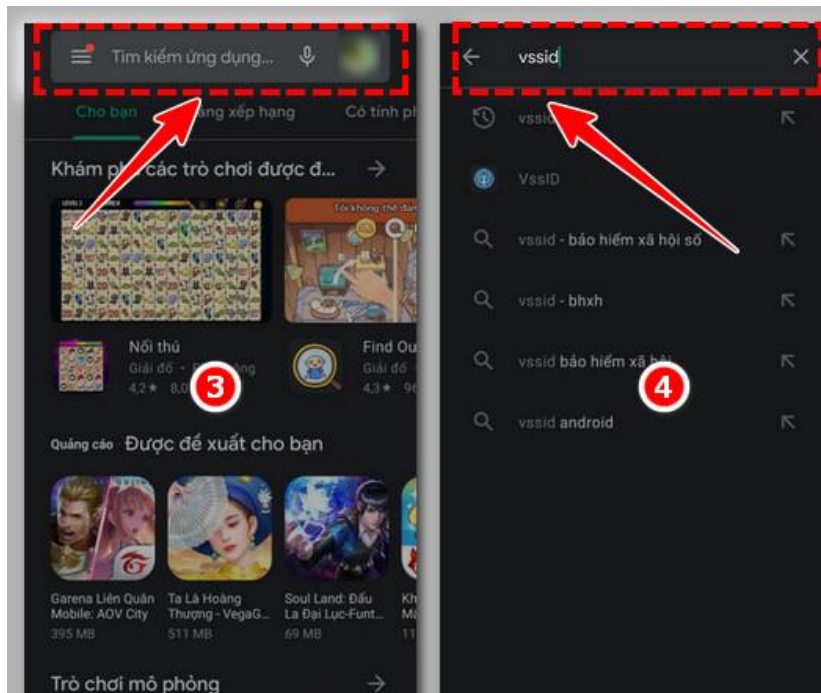 Tìm kiếm ứng dụng...
Cho bạn
xếp hạng
Có tính
Khám các trò chơi được đ...
Nối thú
Giải đố
4,2★
Find Ou
Giải đố
4,3★ 96
3
Quảng cáo · Được đề xuất cho bạn
Garena Liên Quân
Mobile: AOV City
395 MB
Ta Là Hoàng
Thượng - VegaG...
511 MB
Soul Land: Đấu
La Đại Lục-Funt...
69 MB
Trò chơi mô phỏng
vssid
vssid
VssID
vssid - bảo hiểm xã hội số
vssid - bhxh
vssid bảo hiểm xã hội
4
vssid android